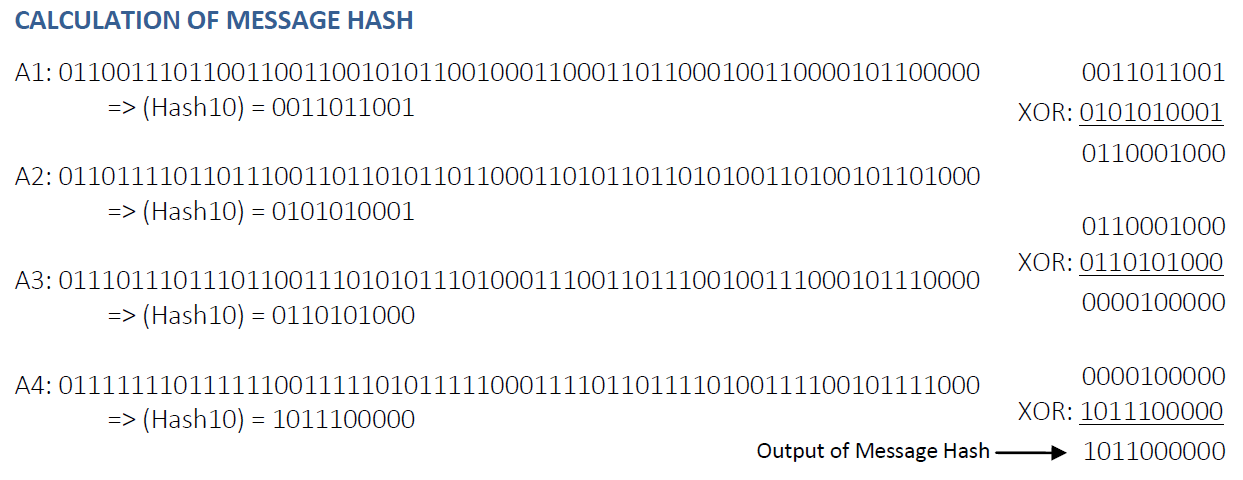 CALCULATION OF MESSAGE HASH
A1: 0110011101100110011001010110010001100011011000100110000101100000
=> (Hash10) = 0011011001
A2: 0110111101101110011011010110110001101011011010100110100101101000
=> (Hash10) = 0101010001
A3: 0111011101110110011101010111010001110011011100100111000101110000
=> (Hash10) = 0110101000
A4: 0111111101111110011111010111110001111011011110100111100101111000
=> (Hash10) = 1011100000
0011011001
XOR: 0101010001
0110001000
0110001000
XOR: 0110101000
0000100000
0000100000
XOR: 1011100000
Output of Message Hash 1011000000